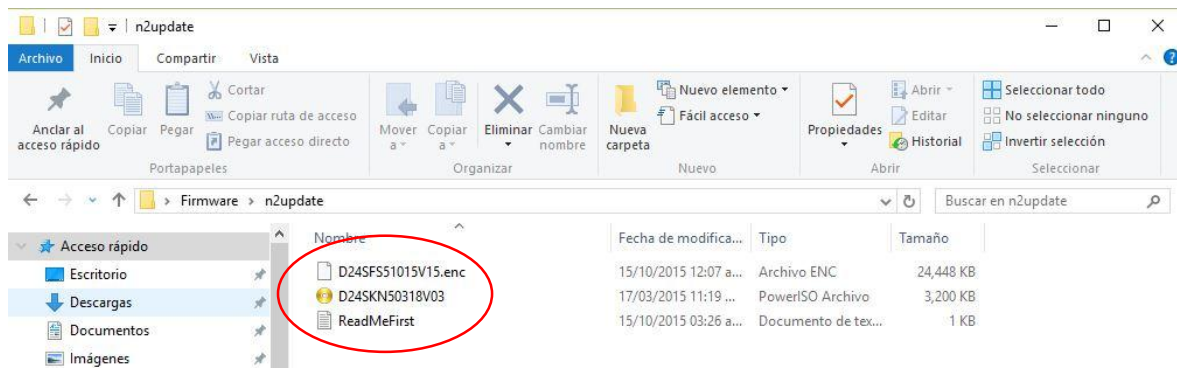 n2update
Archivo Inicio Compartir Vista
Anclar al acceso rápido
Copiar
Pegar
Cortar
Copiar ruta de acceso
Pegar acceso directo
Portapapeles
Mover a
Copiar a
Eliminar
Cambiar nombre
Organizar
Nueva carpeta
Nuevo elemento
Fácil acceso
Nuevo
Propiedades
Abrir
Editar
Historial
Abrir
Seleccionar todo
No seleccionar ninguno
Invertir selección
Seleccionar
Firmware > n2update
Buscar en n2update
Acceso rápido
Escritorio
Descargas
Documentos
Imágenes
Nombre Fecha de modifica... Tipo Tamaño
D24SFS51015V15.enc 15/10/2015 12:07 a... Archivo ENC 24,448 KB
D24SKN50318V03 17/03/2015 11:19 ... PowerISO Archivo 3,200 KB
ReadMeFirst 15/10/2015 03:26 a... Documento de tex... 1 KB